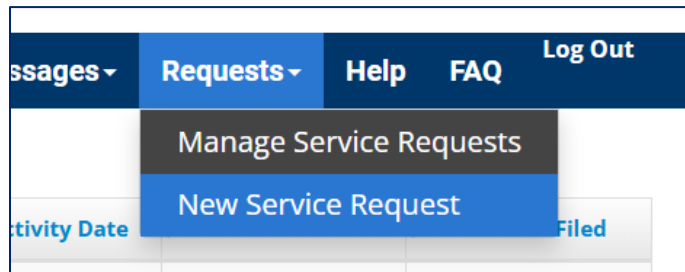 ssages Requests Help FAQ Log Out
Manage Service Requests
New Service Request
ctivity Date Filed